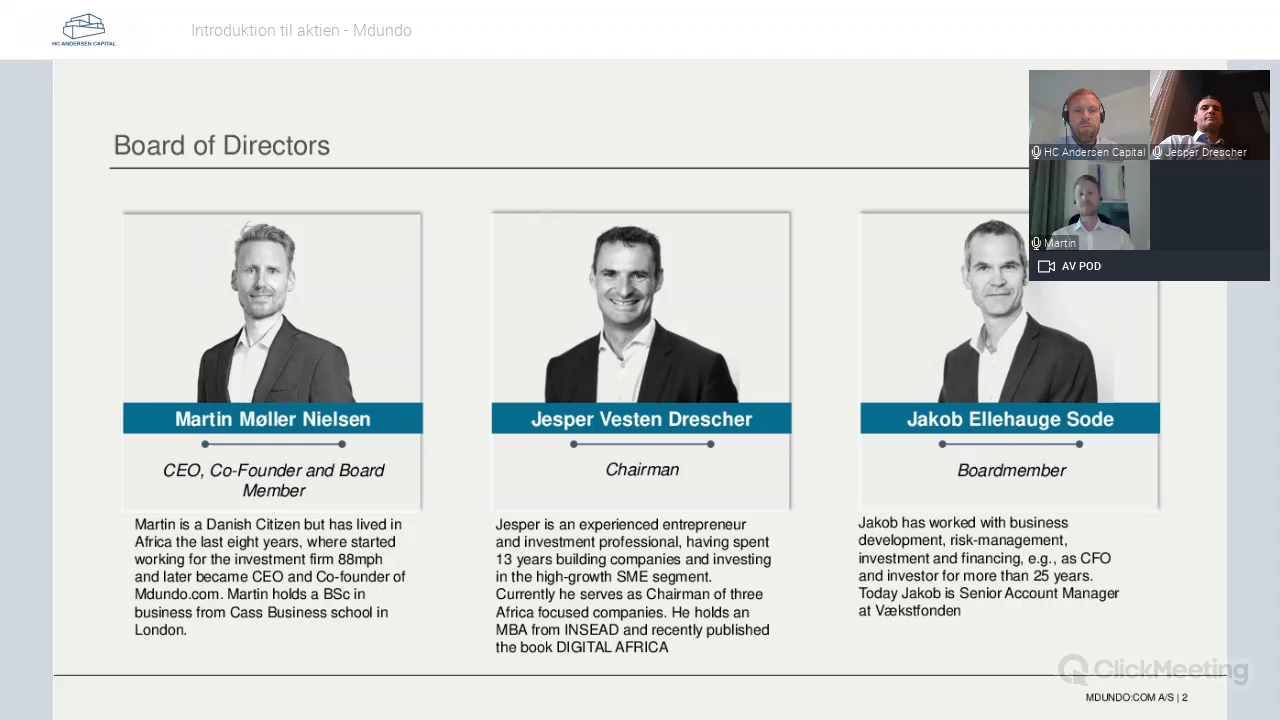 HC ANDERSEN CAPITAL
Introduktion til aktien - Mdundo
Board of Directors
HC Andersen Capital
Jesper Drescher
Martin
AV POD
Martin Møller Nielsen
CEO, Co-Founder and Board
Member
Martin is a Danish Citizen but has lived in
Africa the last eight years, where started
working for the investment firm 88mph
and later became CEO and Co-founder of
Mdundo.com. Martin holds a BSc in
business from Cass Business school in
London.
Jesper Vesten Drescher
Chairman
Jesper is an experienced entrepreneur
and investment professional, having spent
13 years building companies and investing
in the high-growth SME segment.
Currently he serves as Chairman of three
Africa focused companies. He holds an
MBA from INSEAD and recently published
the book DIGITAL AFRICA
Jakob Ellehauge Sode
Boardmember
Jakob has worked with business
development, risk-management,
investment and financing, e.g., as CFO
and investor for more than 25 years.
Today Jakob is Senior Account Manager
at Vækstfonden
ClickMeeting
MDUNDO:COM A/S | 2